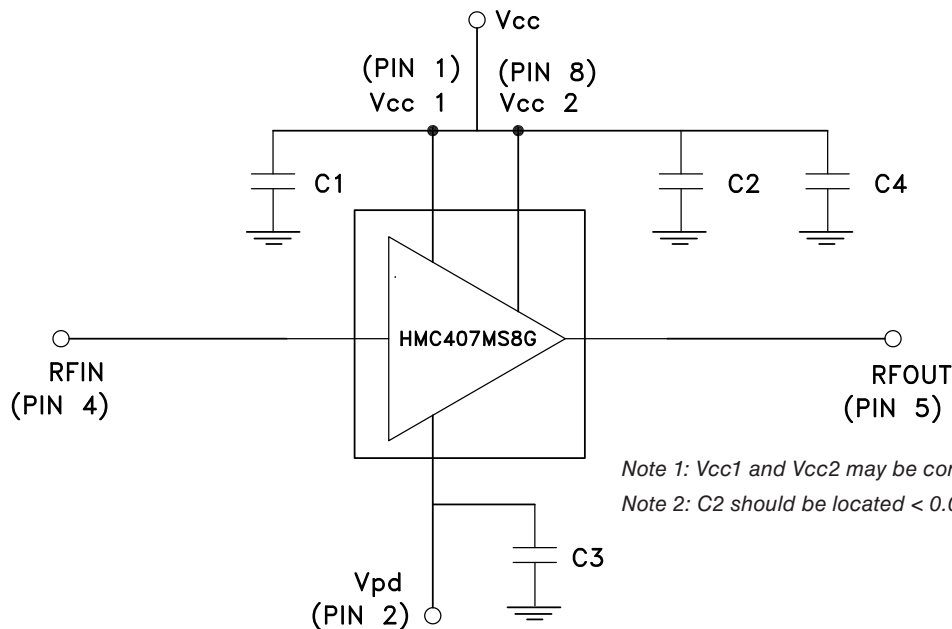 Vcc
(PIN 1) (PIN 8)
Vcc 1 Vcc 2
C1 C2 C4
HMC407MS8G
RFIN
(PIN 4)
RFOUT
(PIN 5)
Note 1: Vcc1 and Vcc2 may be
Note 2: C2 should be located <
C3
Vpd
(PIN 2)